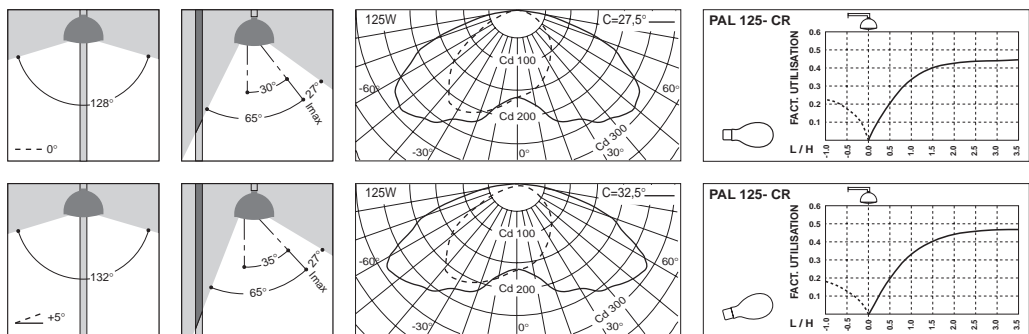 128°
0°
30°
65°
27°
Imax
125W
C=27,5°
Cd 100
Cd 200
Cd 300
-60°
60°
-30°
0°
30°
PAL 125- CR
FACT. UTILISATION
0.6
0.5
0.4
0.3
0.2
0.1
L / H
-1.0
-0.5
0.0
0.5
1.0
1.5
2.0
2.5
3.0
3.5
132°
+5°
35°
65°
27°
Imax
125W
C=32,5°
Cd 100
Cd 200
Cd 300
-60°
60°
-30°
0°
30°
PAL 125- CR
FACT. UTILISATION
0.6
0.5
0.4
0.3
0.2
0.1
L / H
-1.0
-0.5
0.0
0.5
1.0
1.5
2.0
2.5
3.0
3.5